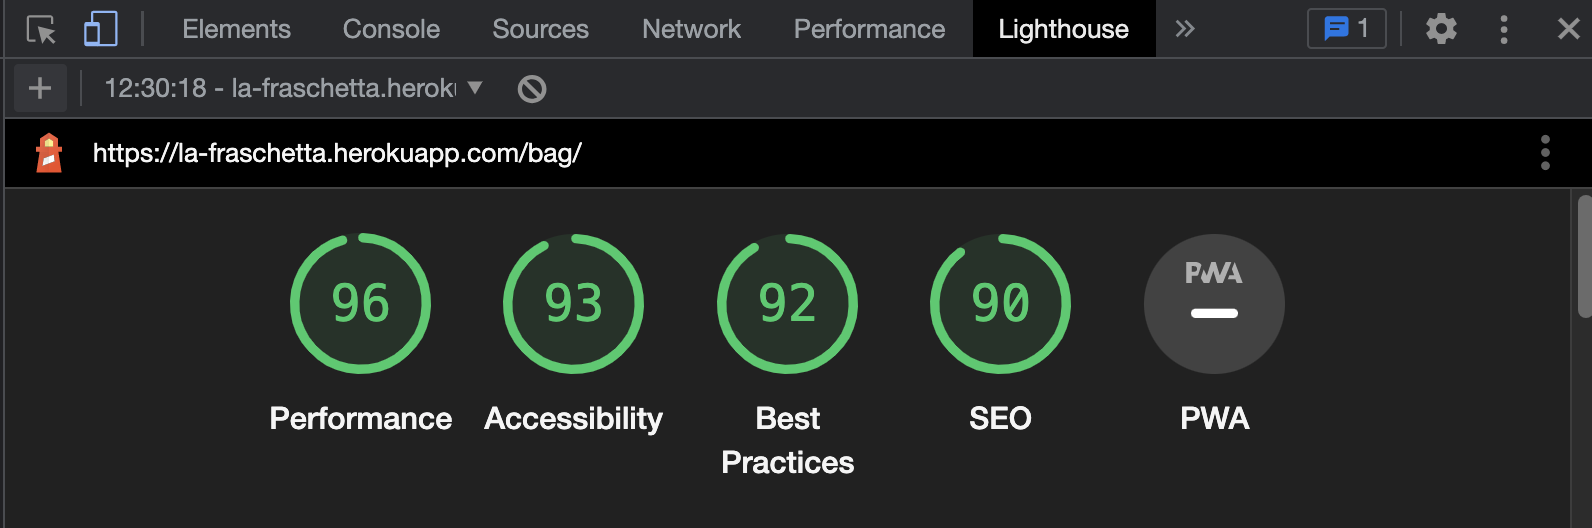 Elements Console Sources Network Performance Lighthouse » 1
12:30:18 - la-fraschetta.herok
https://la-fraschetta.herokuapp.com/bag/
96 93 92 90 PWA
Performance Accessibility Best Practices SEO PWA